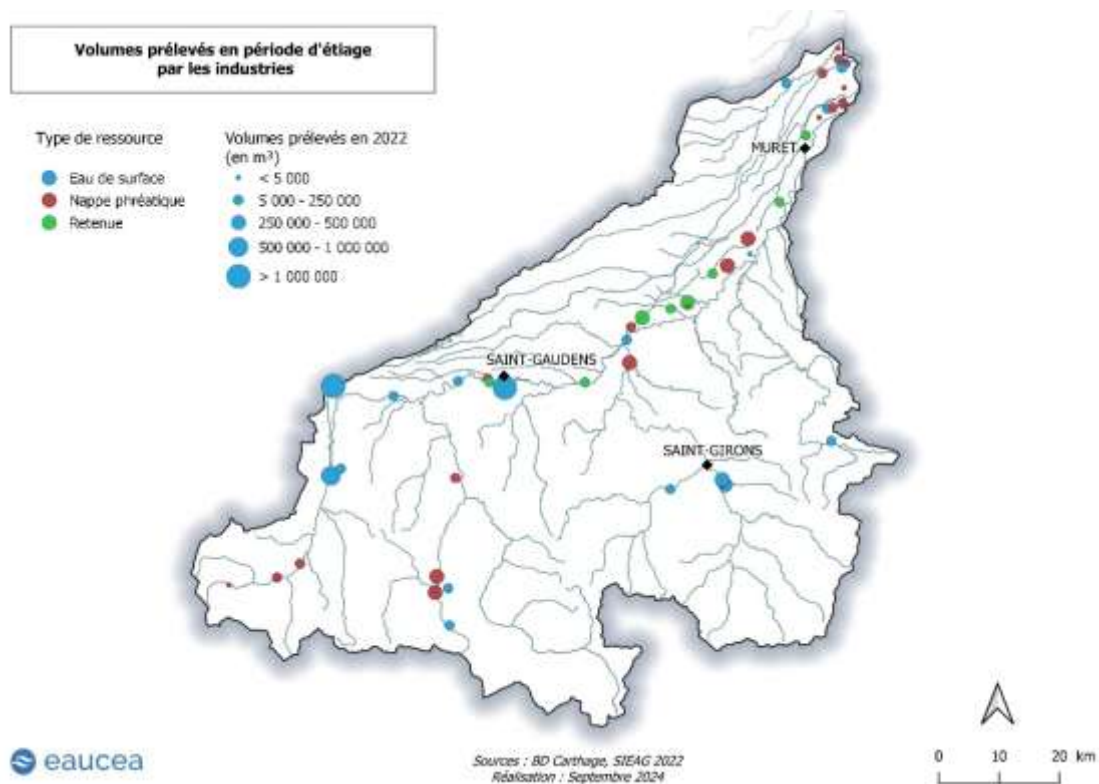 Volumes prélevés en période d'étiage
par les industries
Type de ressource
Eau de surface
Nappe phréatique
Retenue
Volumes prélevés en 2022
(en m³)
< 5 000
5 000 - 250 000
250 000 - 500 000
500 000 - 1 000 000
> 1 000 000
MURET
SAINT-GAUDENS
SAINT-GIRONS
eaucea
Sources : BD Carthage, SIEAG 2022
Réalisation : Septembre 2024
0 10 20 km